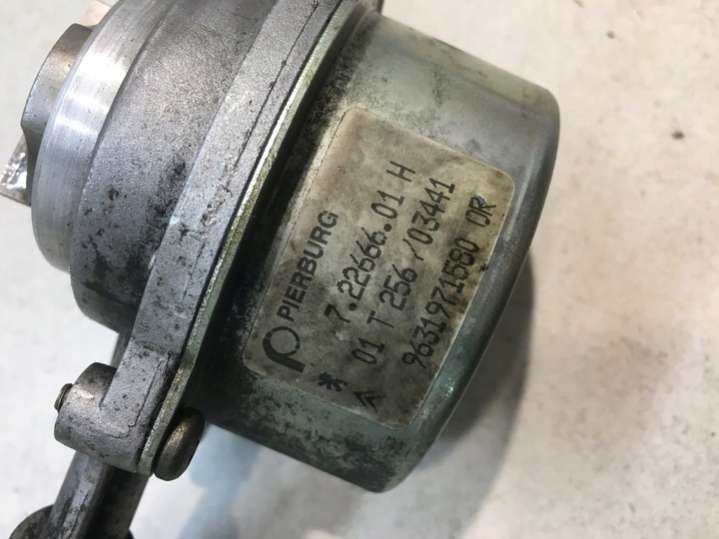 PIERBURG
7.22666.01 H
* 01 T 256 /03441
9631971580 OR